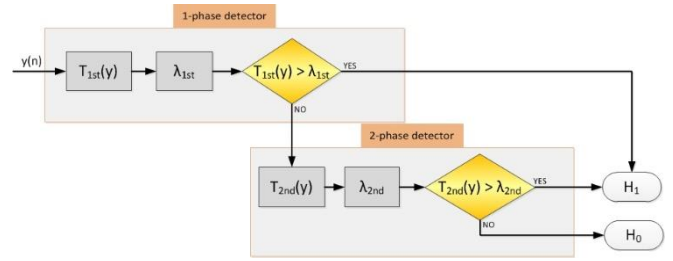 1-phase detector
y(n)
T1st(y)
λ1st
T1st(y) > λ1st
YES
NO
2-phase detector
T2nd(y)
λ2nd
T2nd(y) > λ2nd
YES
NO
H1
H0